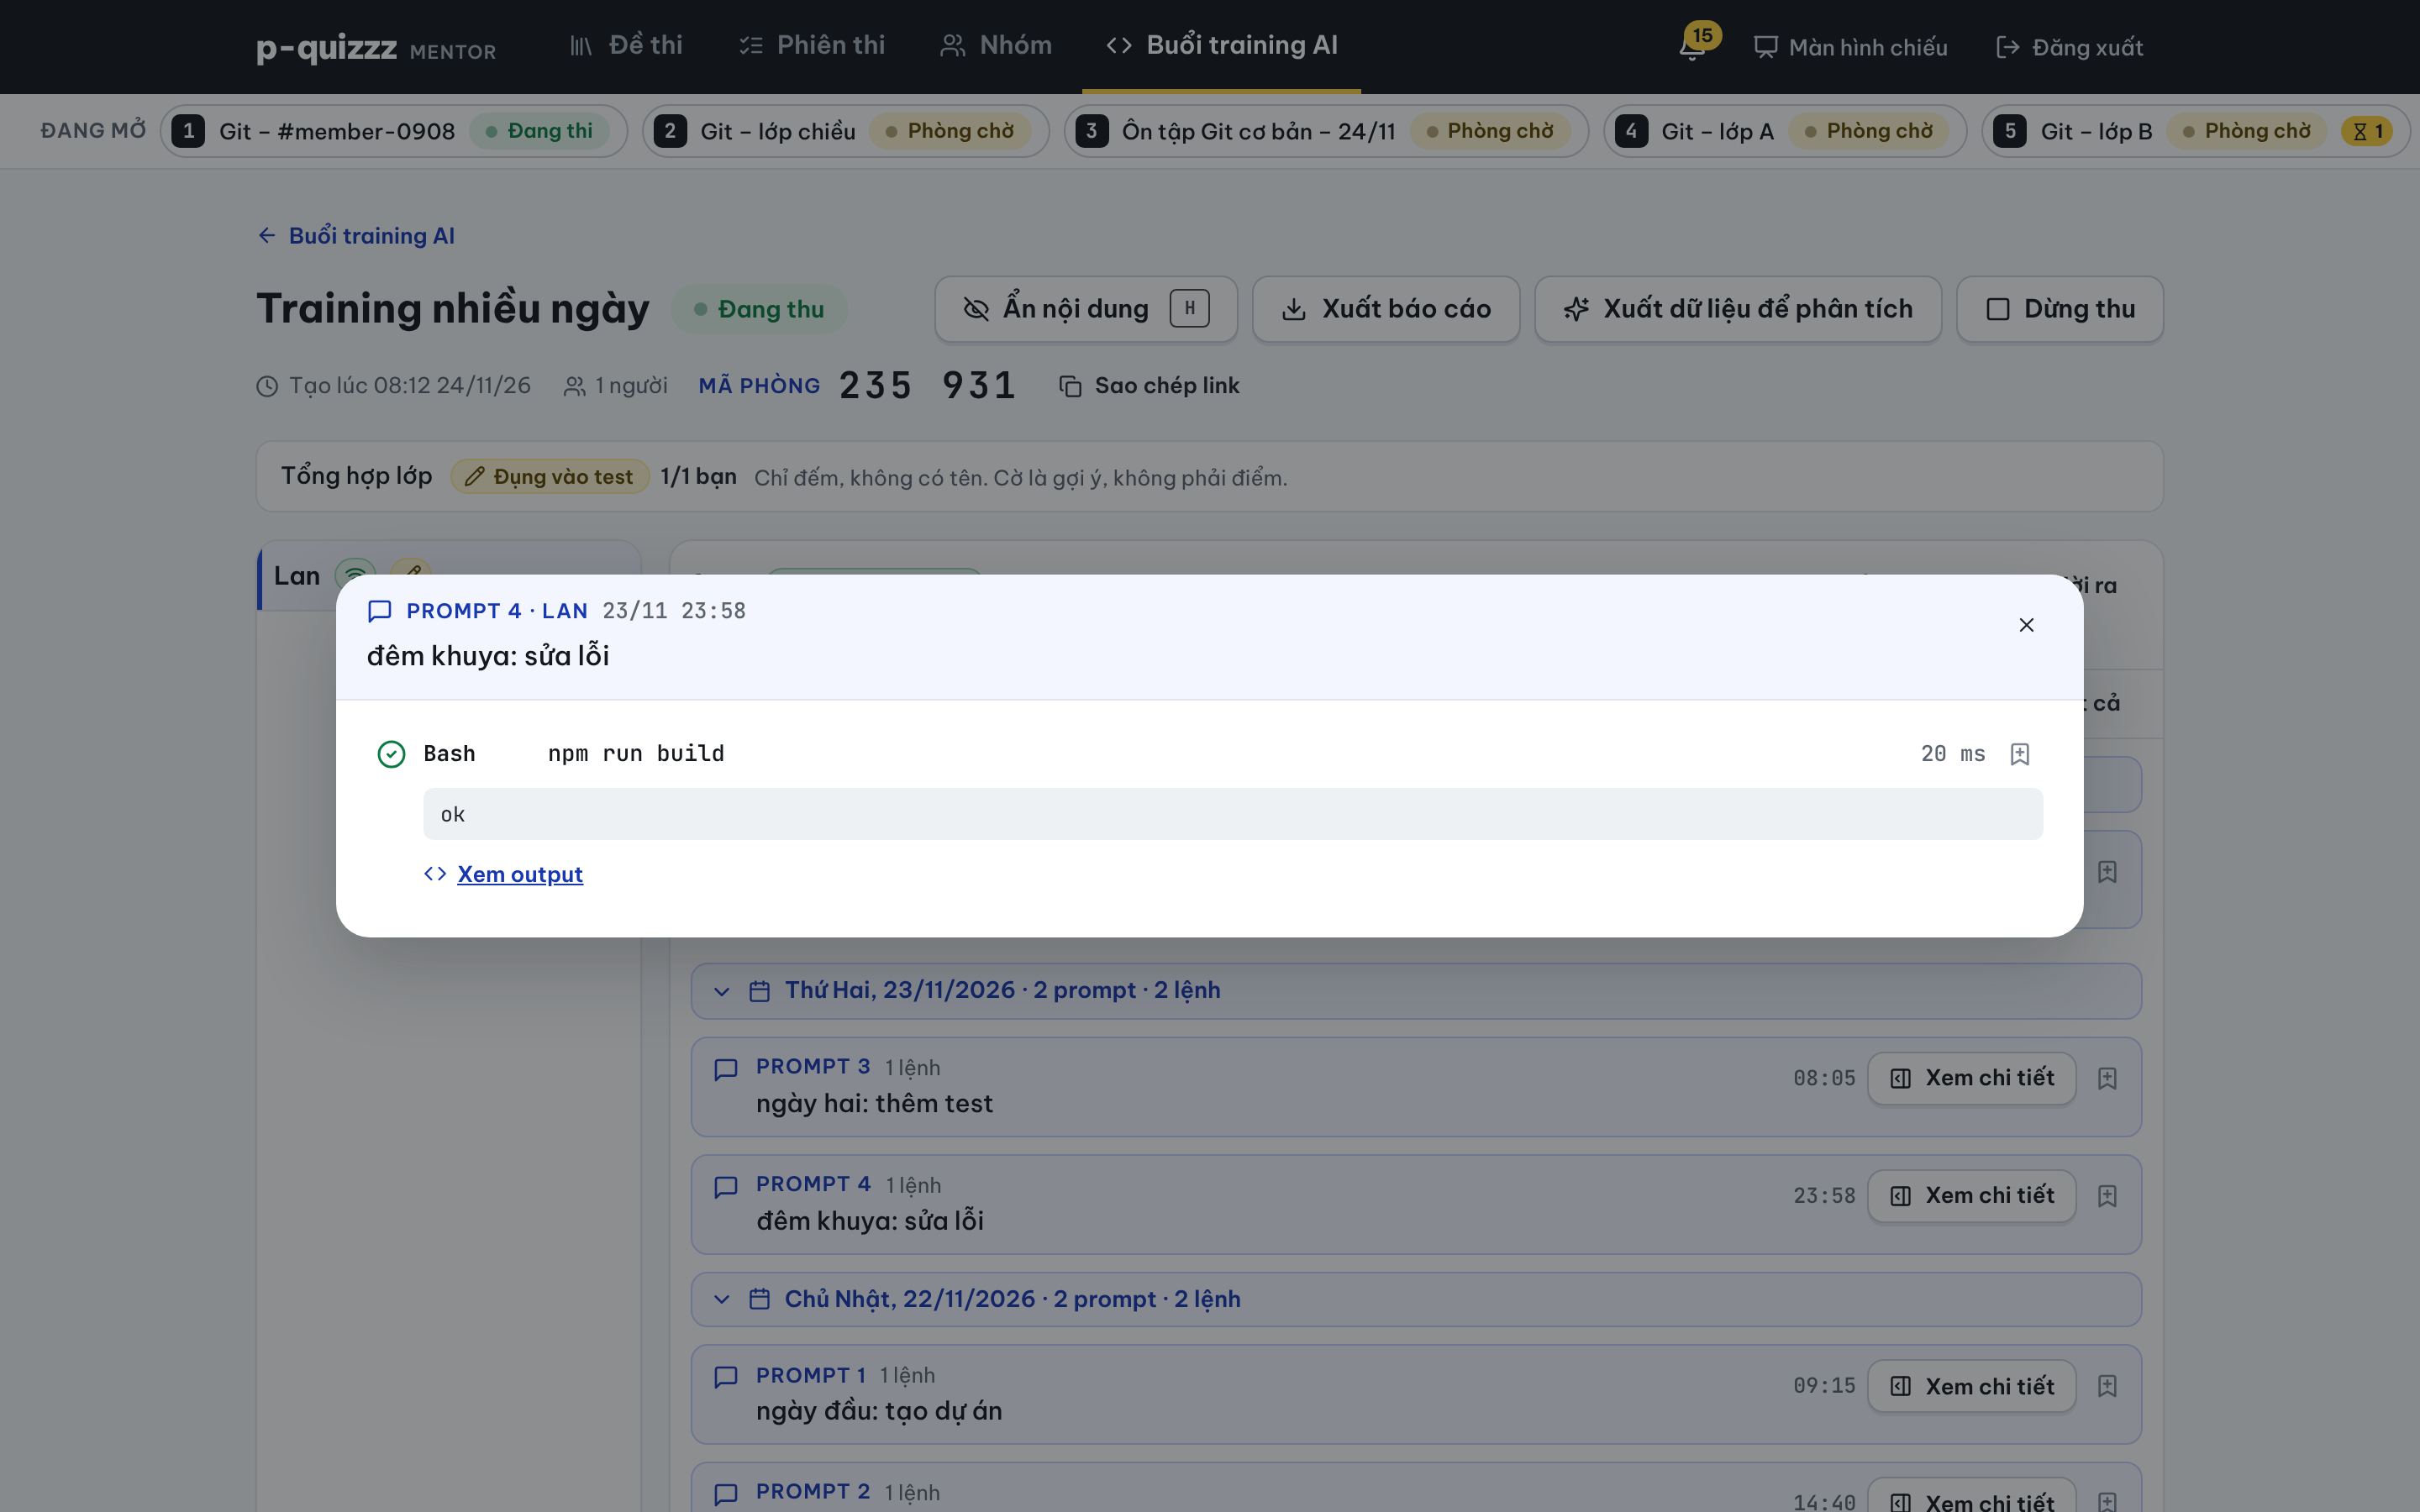 p-quizzz MENTOR Đề thi Phiên thi Nhóm Buổi training AI 15 Màn hình chiếu Đăng xuất
ĐANG MỞ 1 Git – #member-0908 Đang thi 2 Git – lớp chiều Phòng chờ 3 Ôn tập Git cơ bản – 24/11 Phòng chờ 4 Git – lớp A Phòng chờ 5 Git – lớp B Phòng chờ 1
Buổi training AI
Training nhiều ngày Đang thu Ẩn nội dung H Xuất báo cáo Xuất dữ liệu để phân tích Dừng thu
Tạo lúc 08:12 24/11/26 1 người MÃ PHÒNG 235 931 Sao chép link
Tổng hợp lớp Đụng vào test 1/1 bạn Chỉ đếm, không có tên. Cờ là gợi ý, không phải điểm.
Lan
ra
PROMPT 4 · LAN 23/11 23:58
đêm khuya: sửa lỗi
cả
Bash npm run build 20 ms
ok
Xem output
Thứ Hai, 23/11/2026 · 2 prompt · 2 lệnh
PROMPT 3 1 lệnh
ngày hai: thêm test
08:05 Xem chi tiết
PROMPT 4 1 lệnh
đêm khuya: sửa lỗi
23:58 Xem chi tiết
Chủ Nhật, 22/11/2026 · 2 prompt · 2 lệnh
PROMPT 1 1 lệnh
ngày đầu: tạo dự án
09:15 Xem chi tiết
PROMPT 2 1 lệnh
14:40 Xem chi tiết